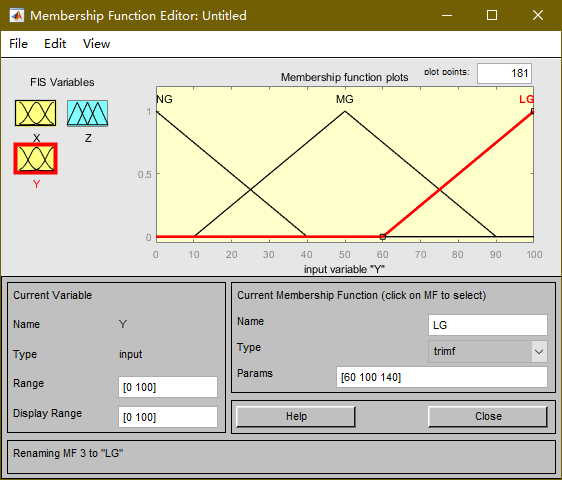 Membership Function Editor: Untitled
File Edit View
FIS Variables
X
Z
Y
Membership function plots
plot points:
181
NG
MG
LG
1
0.5
0
0 10 20 30 40 50 60 70 80 90 100
input variable "Y"
Current Variable
Name Y
Type input
Range [0 100]
Display Range [0 100]
Current Membership Function (click on MF to select)
Name LG
Type trimf
Params [60 100 140]
Help Close
Renaming MF 3 to "LG"